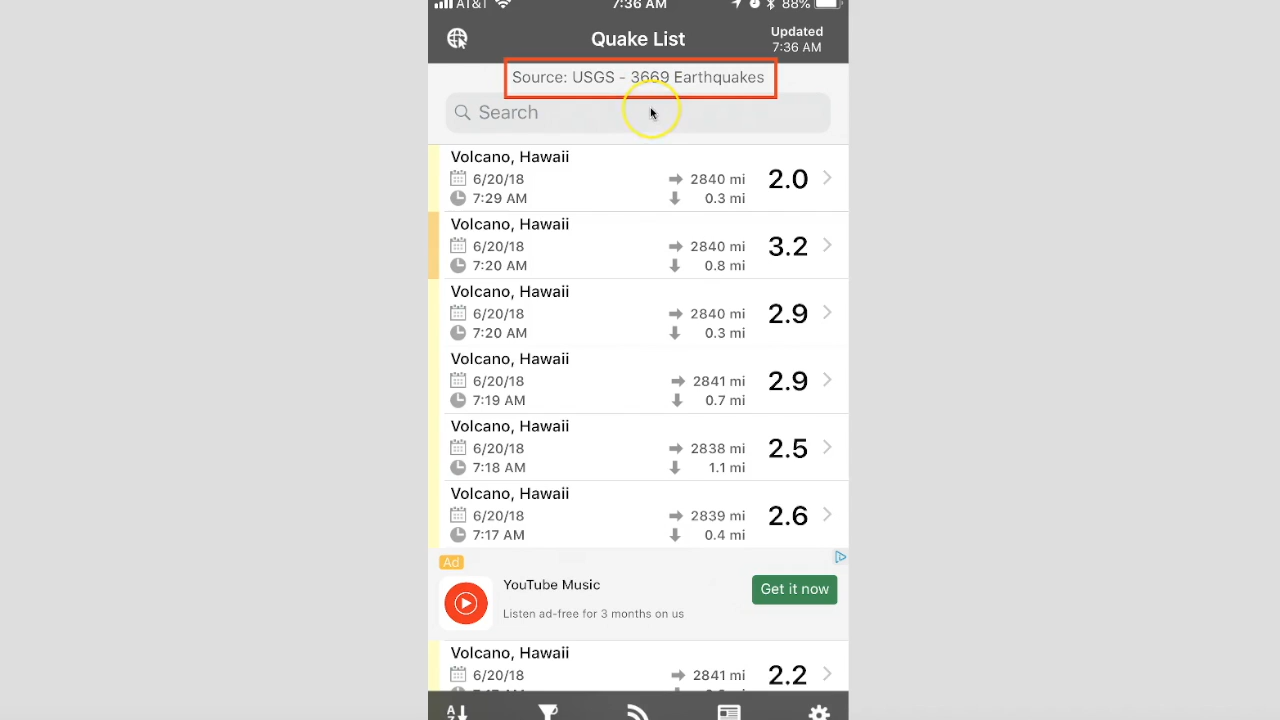 AT&T 7:36 AM 88%
Quake List
Updated
7:36 AM
Source: USGS - 3669 Earthquakes
Search
Volcano, Hawaii
6/20/18 2840 mi 2.0
7:29 AM 0.3 mi
Volcano, Hawaii
6/20/18 2840 mi 3.2
7:20 AM 0.8 mi
Volcano, Hawaii
6/20/18 2840 mi 2.9
7:20 AM 0.3 mi
Volcano, Hawaii
6/20/18 2841 mi 2.9
7:19 AM 0.7 mi
Volcano, Hawaii
6/20/18 2838 mi 2.5
7:18 AM 1.1 mi
Volcano, Hawaii
6/20/18 2839 mi 2.6
7:17 AM 0.4 mi
Ad
YouTube Music
Get it now
Listen ad-free for 3 months on us
Volcano, Hawaii
6/20/18 2841 mi 2.2